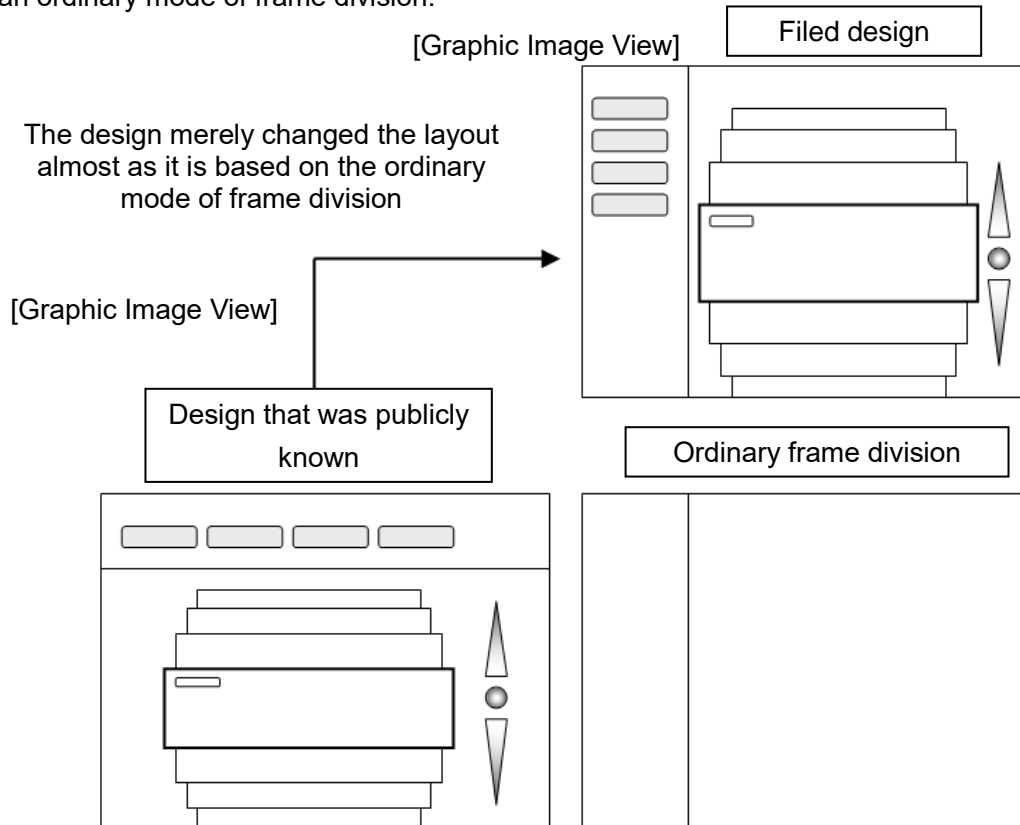 an ordinary mode of frame division.
Filed design
[Graphic Image View]
The design merely changed the layout
almost as it is based on the ordinary
mode of frame division
[Graphic Image View]
Design that was publicly
known
Ordinary frame division